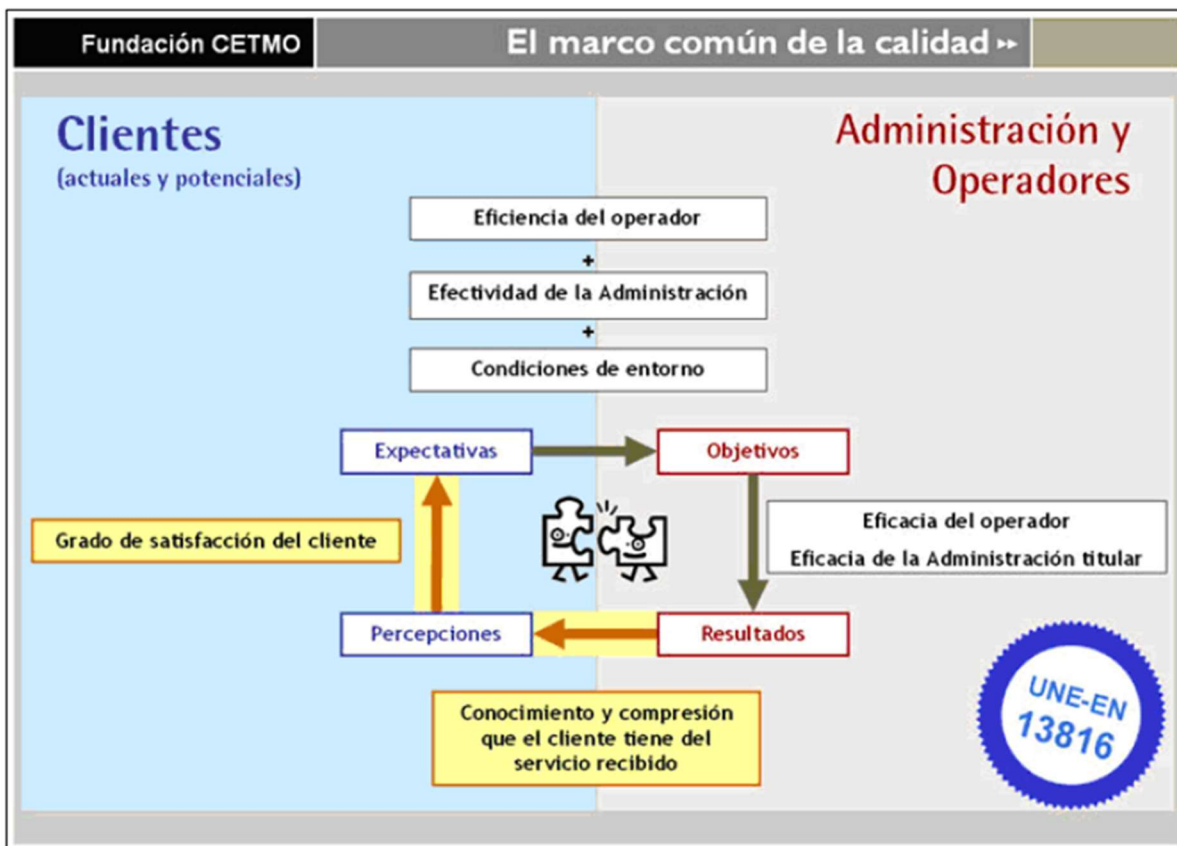 Fundación CETMO
El marco común de la calidad ▸▸
Clientes
(actuales y potenciales)
Administración y
Operadores
Eficiencia del operador
+
Efectividad de la Administración
+
Condiciones de entorno
Expectativas
Objetivos
Grado de satisfacción del cliente
Eficacia del operador
Eficacia de la Administración titular
Percepciones
Resultados
Conocimiento y compresión
que el cliente tiene del
servicio recibido
UNE-EN
13816